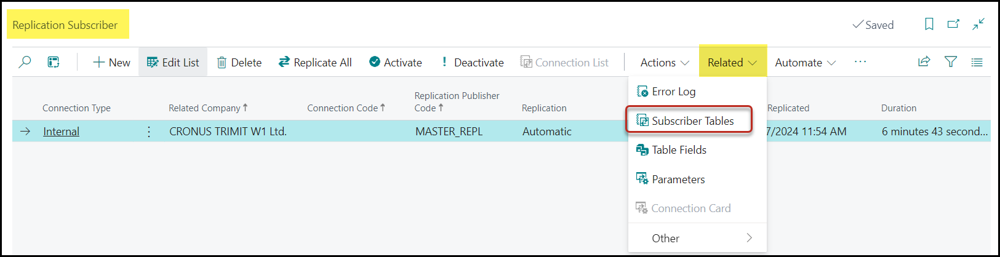 Replication Subscriber
Saved
New Edit List Delete Replicate All Activate Deactivate Connection List Actions Related Automate ...
Error Log
Subscriber Tables
Table Fields
Parameters
Connection Card
Other
Connection Type Related Company↑ Connection Code↑ Replication Publisher Code↑ Replication Replicated Duration
Internal CRONUS TRIMIT W1 Ltd. MASTER_REPL Automatic 7/2024 11:54 AM 6 minutes 43 second...